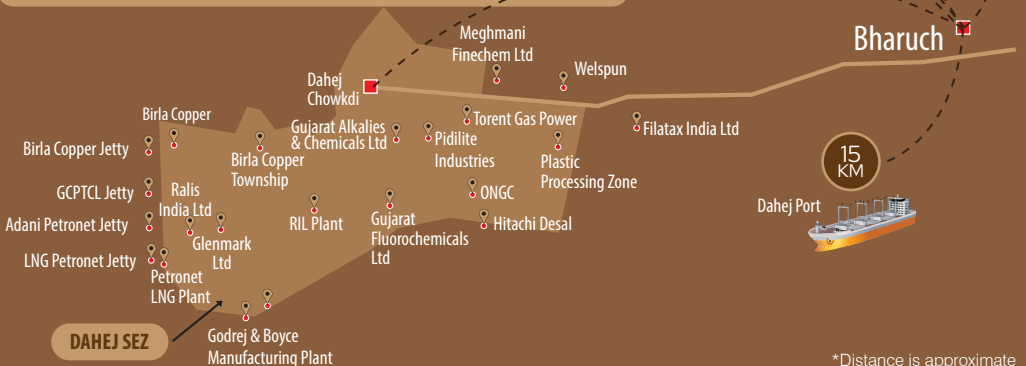 Meghmani
Finechem Ltd
Bharuch
Welspun
Dahej
Chowkdi
Birla Copper
Torent Gas Power
Gujarat Alkalies
& Chemicals Ltd
Filatax India Ltd
Birla Copper Jetty
Birla Copper
Township
Pidilite
Industries
Plastic
Processing Zone
15
KM
GCPTCL Jetty
Ralis
India Ltd
ONGC
Dahej Port
Adani Petronet Jetty
RIL Plant
Gujarat
Fluorochemicals
Ltd
Hitachi Desal
Glenmark
Ltd
LNG Petronet Jetty
Petronet
LNG Plant
DAHEJ SEZ
Godrej & Boyce
Manufacturing Plant
*Distance is approximate